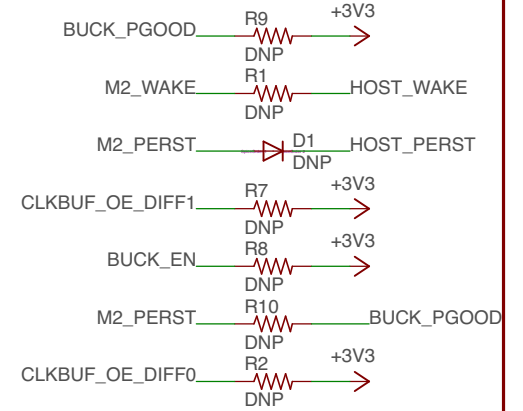 R9 +3V3
BUCK_PGOOD
DNP
R1
M2_WAKE HOST_WAKE
DNP
M2_PERST D1 HOST_PERST
DNP
R7 +3V3
CLKBUF_OE_DIFF1
DNP
R8 +3V3
BUCK_EN
DNP
R10
M2_PERST BUCK_PGOOD
DNP
R2 +3V3
CLKBUF_OE_DIFF0
DNP